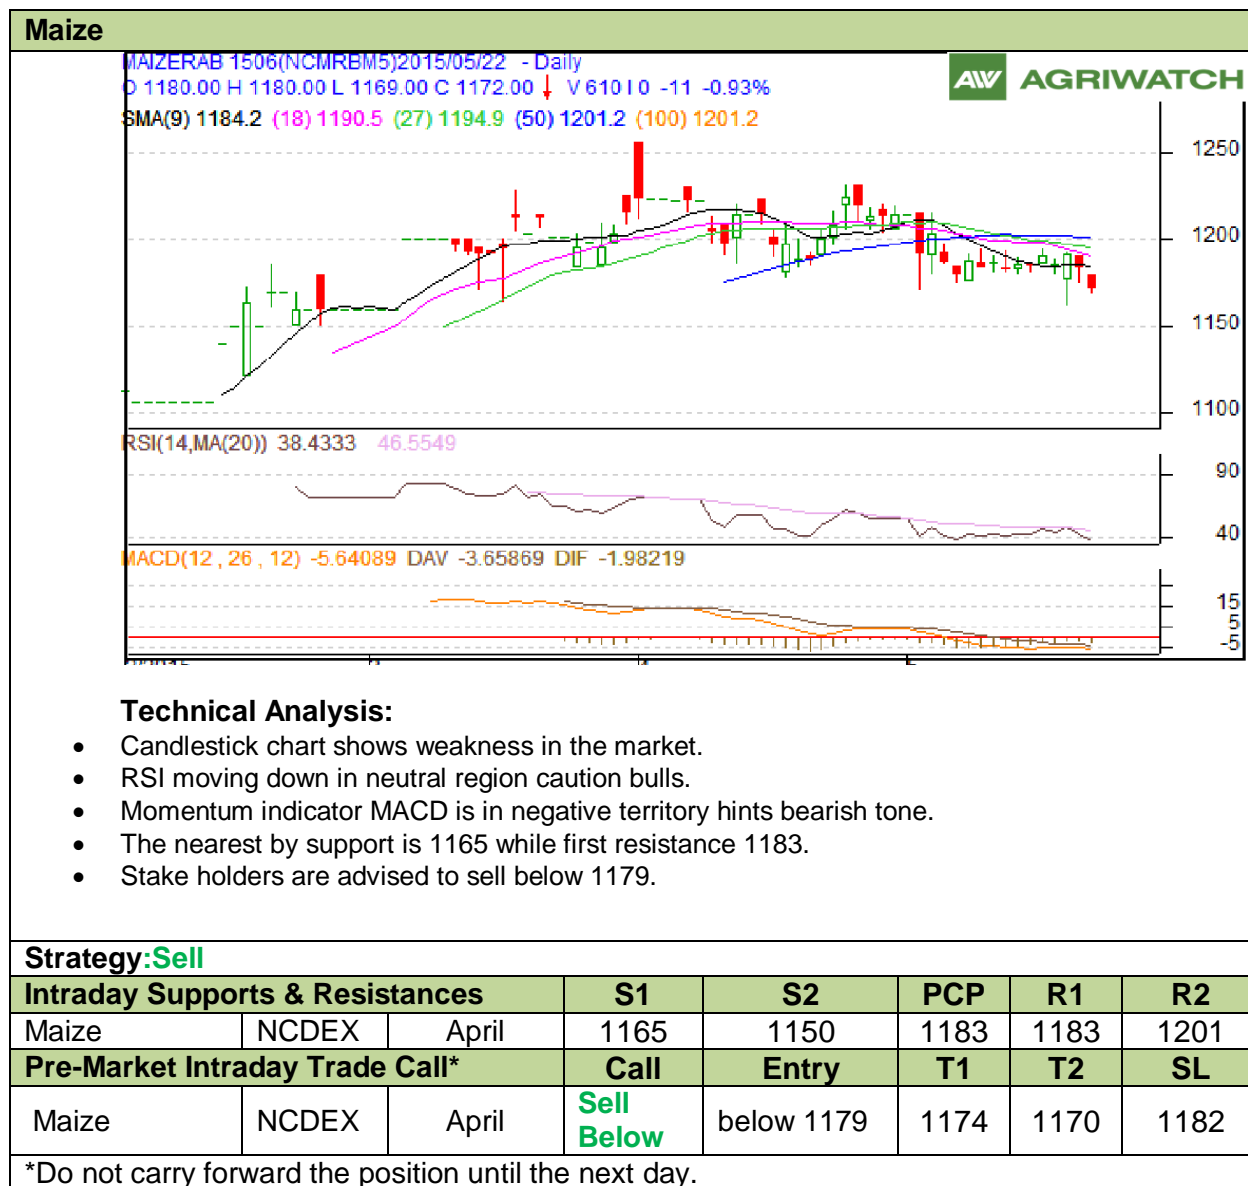 Maize
MAIZERAB 1506(NCMRBM5)2015/05/22 - Daily
O 1180.00 H 1180.00 L 1169.00 C 1172.00 V 610 I 0 -11 -0.93%
AW AGRIWATCH
SMA(9) 1184.2 (18) 1190.5 (27) 1194.9 (50) 1201.2 (100) 1201.2
1250
1200
1150
1100
RSI(14,MA(20)) 38.4333 46.5549
90
40
MACD(12 , 26 , 12) -5.64089 DAV -3.65869 DIF -1.98219
15
5
-5
Technical Analysis:
• Candlestick chart shows weakness in the market.
• RSI moving down in neutral region caution bulls.
• Momentum indicator MACD is in negative territory hints bearish tone.
• The nearest by support is 1165 while first resistance 1183.
• Stake holders are advised to sell below 1179.
Strategy:Sell
Intraday Supports & Resistances S1 S2 PCP R1 R2
Maize NCDEX April 1165 1150 1183 1183 1201
Pre-Market Intraday Trade Call* Call Entry T1 T2 SL
Maize NCDEX April Sell Below below 1179 1174 1170 1182
*Do not carry forward the position until the next day.